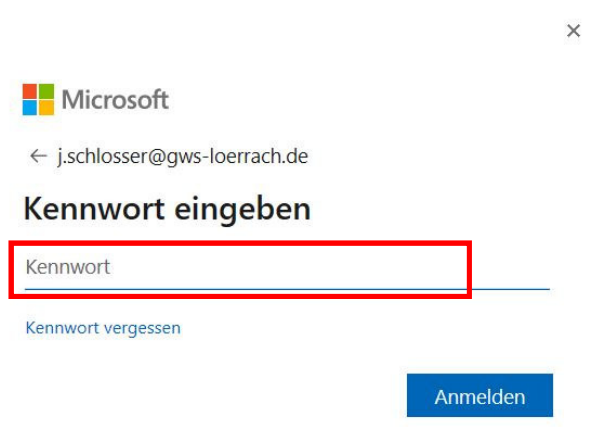 Microsoft
← j.schlosser@gws-loerrach.de
Kennwort eingeben
Kennwort
Kennwort vergessen
Anmelden